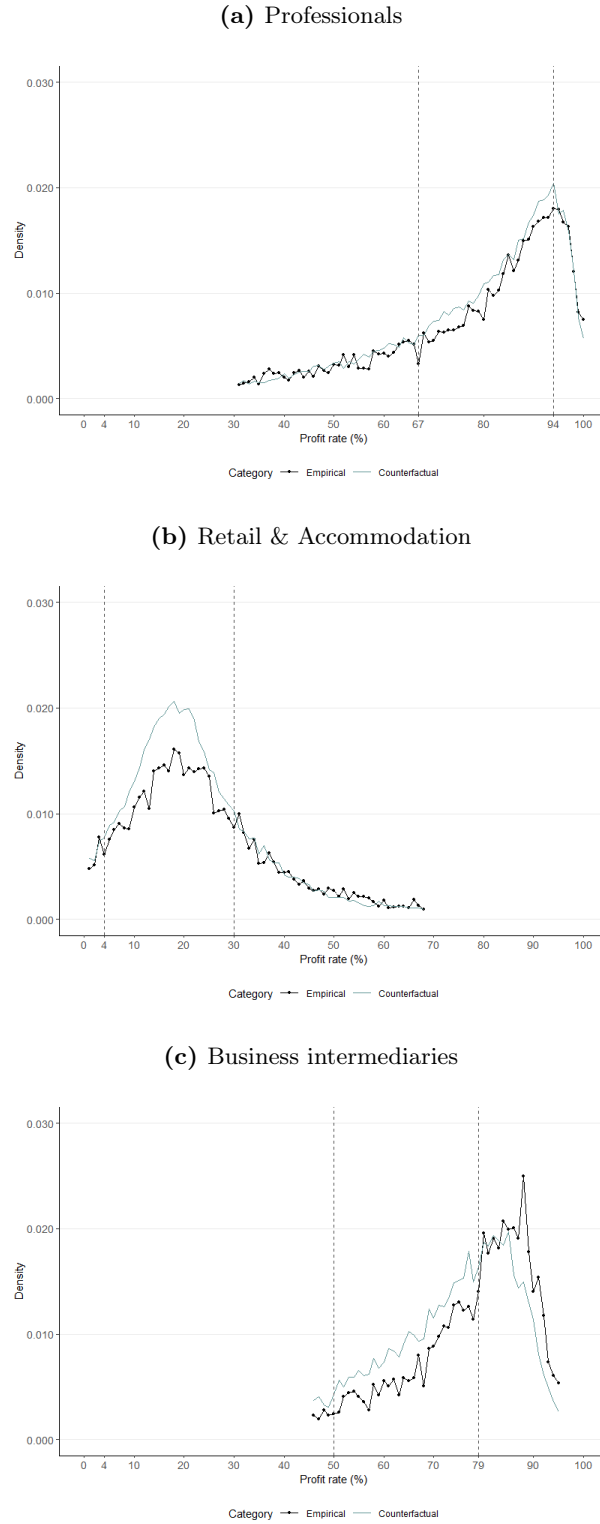 (a) Professionals
0.030
0.020
0.010
0.000
Density
0 4 10 20 30 40 50 60 67 80 94 100
Profit rate (%)
Category Empirical Counterfactual
(b) Retail & Accommodation
0.030
0.020
0.010
0.000
Density
0 4 10 20 30 40 50 60 70 80 90 100
Profit rate (%)
Category Empirical Counterfactual
(c) Business intermediaries
0.030
0.020
0.010
0.000
Density
0 4 10 20 30 40 50 60 70 79 90 100
Profit rate (%)
Category Empirical Counterfactual